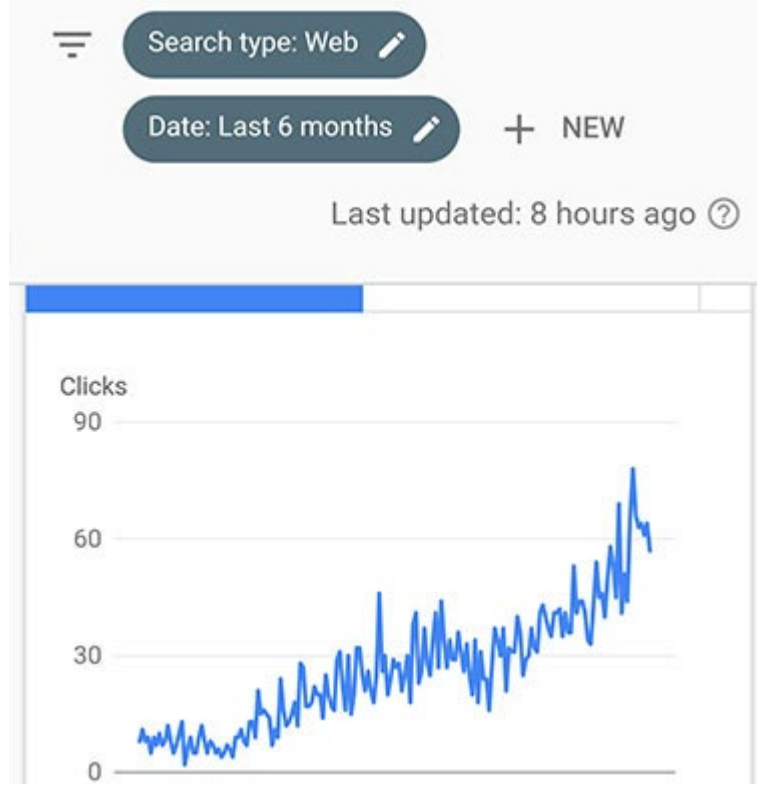 Search type: Web
Date: Last 6 months
+ NEW
Last updated: 8 hours ago ?
Clicks
90
60
30
0